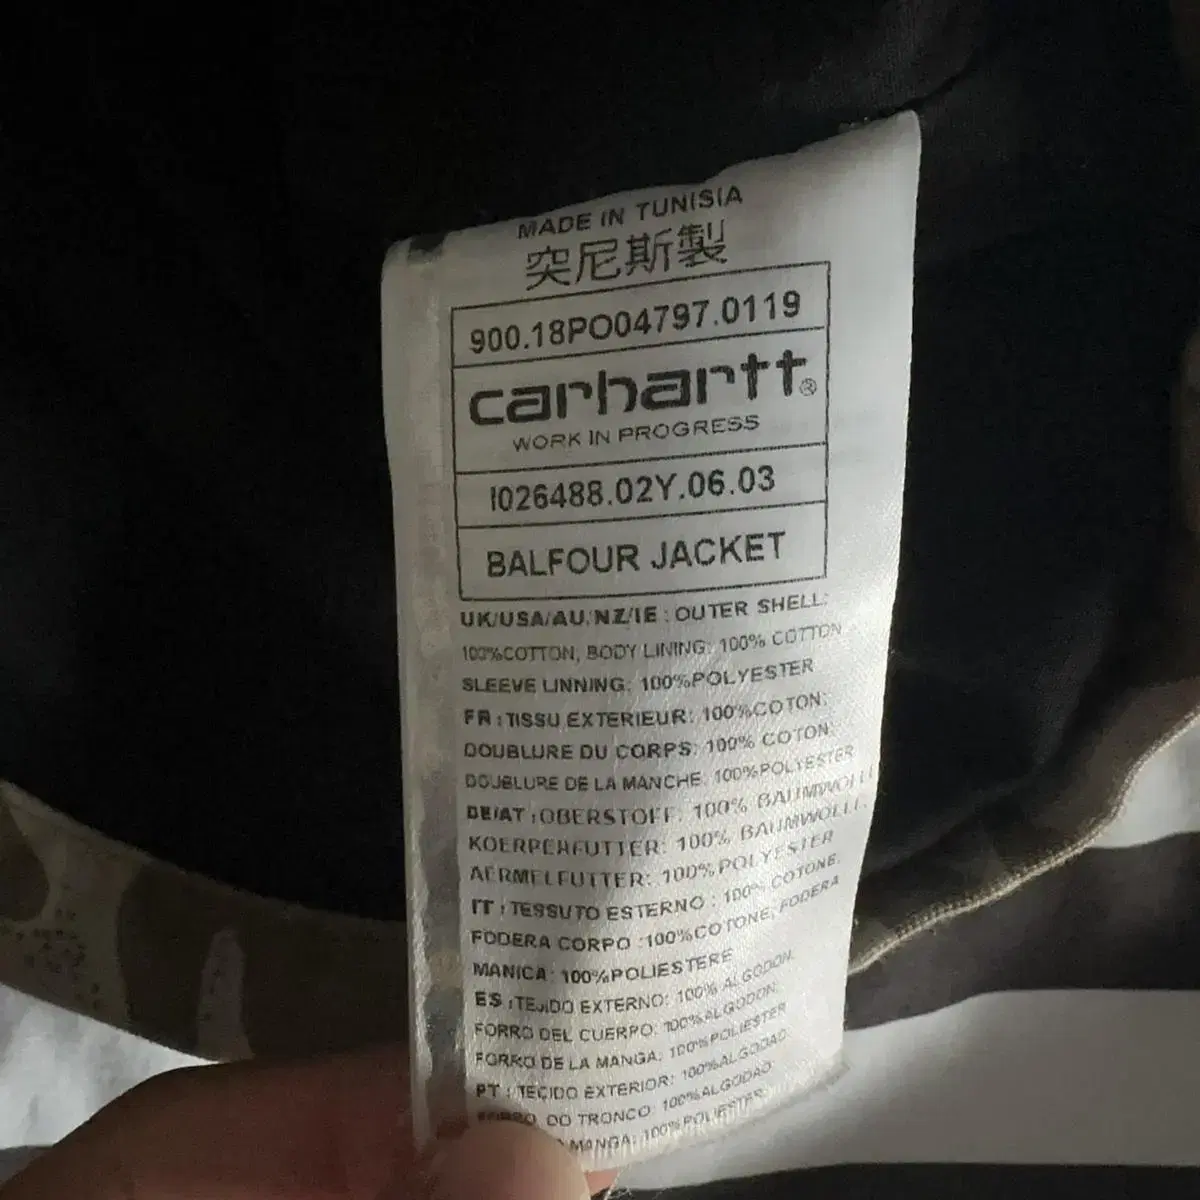 MADE IN TUNISIA
突尼斯製
900.18PO04797.0119
carhartt®
WORK IN PROGRESS
I026488.02Y.06.03
BALFOUR JACKET
UK/USA/AU/NZ/IE : OUTER SHELL:
100%COTTON, BODY LINING: 100% COTTON
SLEEVE LINNING: 100%POLYESTER
FR : TISSU EXTERIEUR: 100%COTON:
DOUBLURE DU CORPS: 100% COTON
DOUBLURE DE LA MANCHE: 100%POLYESTER
DE/AT : OBERSTOFF: 100% BAUMWOLLE
KOERPERFUTTER: 100% BAUMWOLLE.
AERMELFUTTER: 100%POLYESTER
IT : TESSUTO ESTERNO : 100% COTONE.
FODERA CORPO :100%COTONE, FODERA
MANICA: 100%POLIESTERE
ES : TEJIDO EXTERNO: 100% ALGODON.
FORRO DEL CUERPO: 100%ALGODON.
FORRO DE LA MANGA: 100%POLIESTER
PT : TECIDO EXTERIOR: 100%ALGODAO
FORRO DO TRONCO: 100%ALGODAO
MANGA: 100%POLIESTER